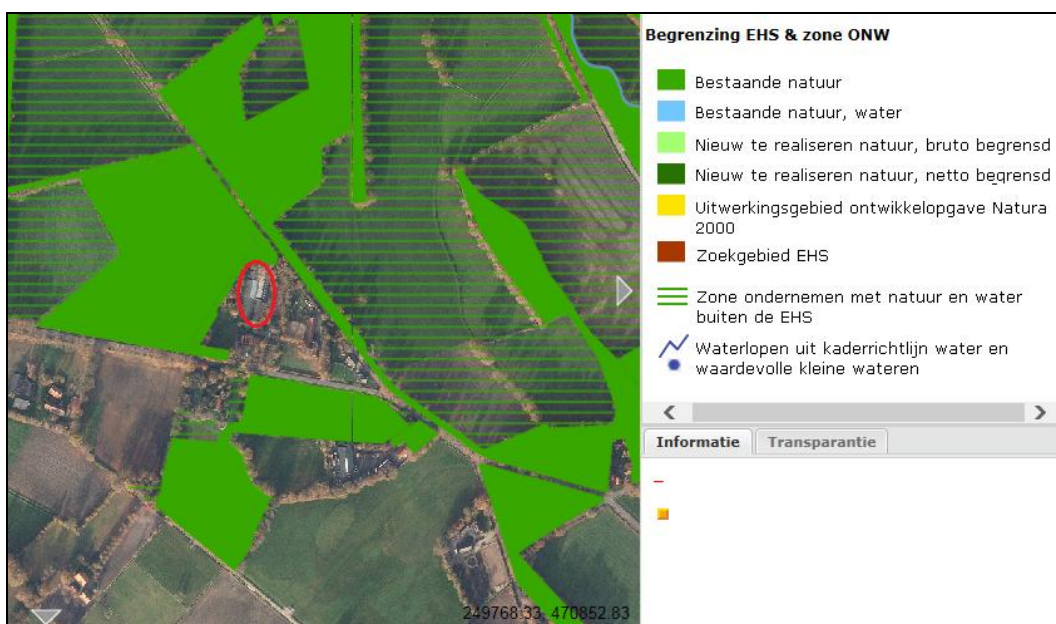 Begrenzing EHS & zone ONW
Bestaande natuur
Bestaande natuur, water
Nieuw te realiseren natuur, bruto begrensd
Nieuw te realiseren natuur, netto begrensd
Uitwerkingsgebied ontwikkelopgave Natura
2000
Zoekgebied EHS
Zone ondernemen met natuur en water
buiten de EHS
Waterlopen uit kaderrichtlijn water en
waardevolle kleine wateren
Informatie Transparantie
249768.33 470852.83